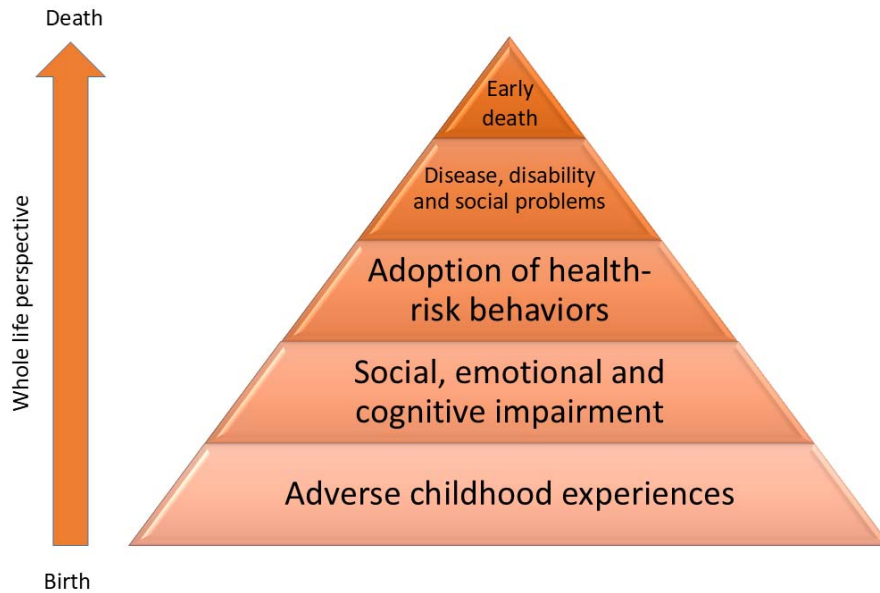 Death
Early
death
Disease, disability
and social problems
Whole life perspective
Adoption of health-
risk behaviors
Social, emotional and
cognitive impairment
Adverse childhood experiences
Birth